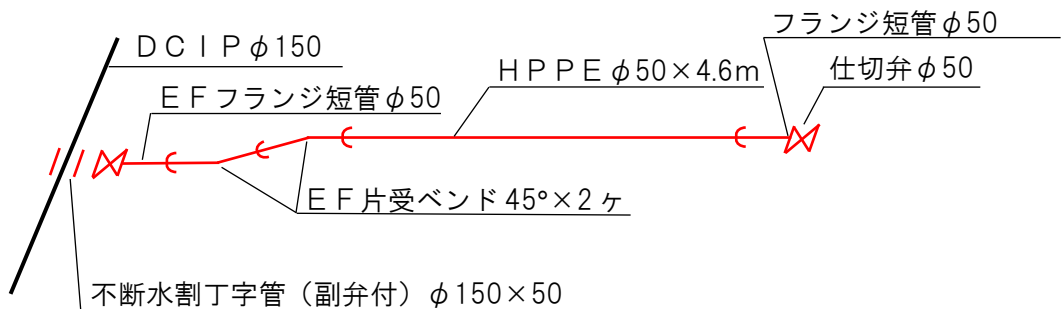 フランジ短管φ50
ＤＣＩＰφ150
ＨＰＰＥφ50×4.6m
仕切弁φ50
ＥＦフランジ短管φ50
ＥＦ片受ベンド45°×2ヶ
不断水割丁字管（副弁付）φ150×50